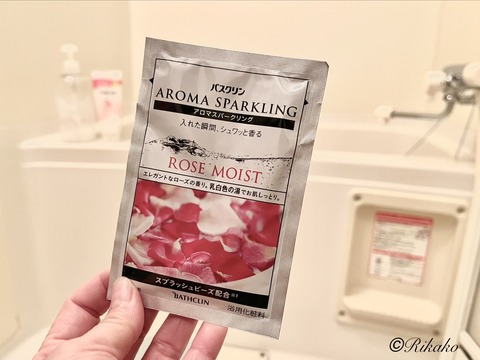 バスクリン
AROMA SPARKLING
アロマスパークリング
入れた瞬間、シュワッと香る
ROSE MOIST
エレガントなローズの香り。乳白色の湯でお肌しっとり。
スプラッシュビーズ配合
BATHCLIN
浴用化粧料
©Rikako